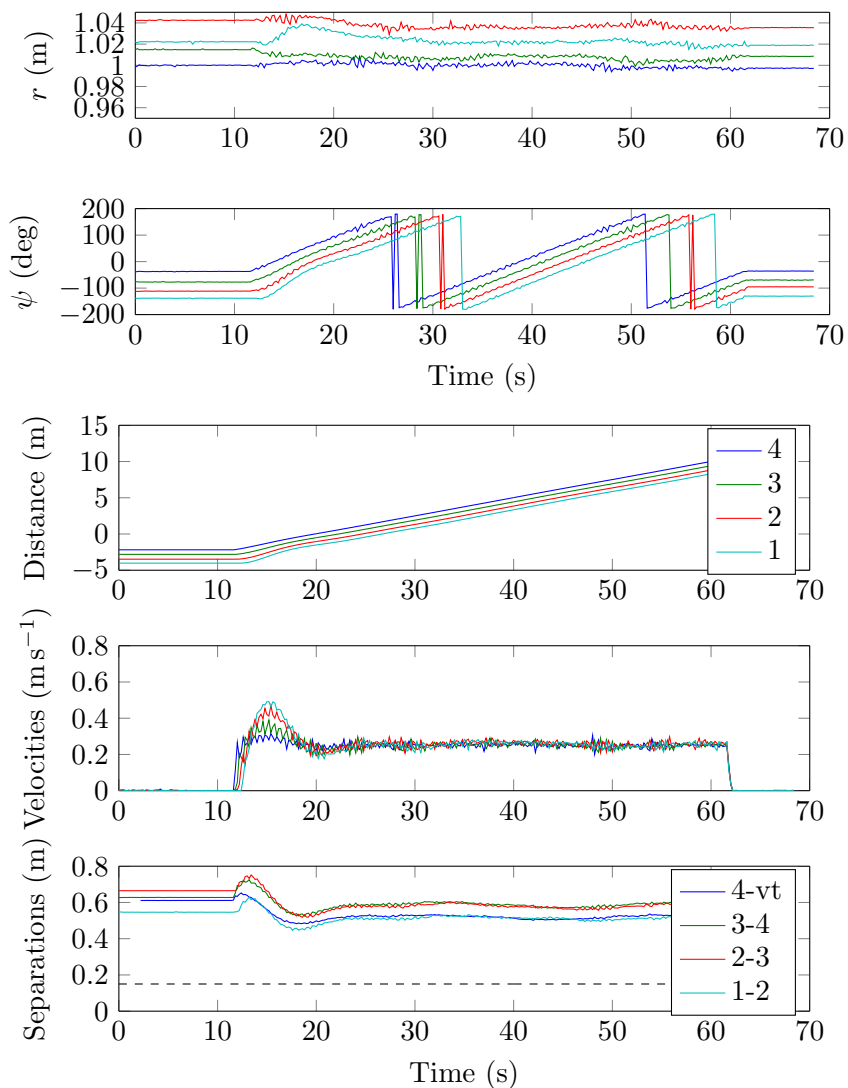 1.04
1.02
1
0.98
0.96
r (m)
0 10 20 30 40 50 60 70
200
100
0
−100
−200
ψ (deg)
0 10 20 30 40 50 60 70
Time (s)
15
10
5
0
−5
Distance (m)
4
3
2
1
0 10 20 30 40 50 60 70
0.8
0.6
0.4
0.2
0
Velocities (m s−1)
0 10 20 30 40 50 60 70
0.8
0.6
0.4
0.2
0
Separations (m)
4-vt
3-4
2-3
1-2
0 10 20 30 40 50 60 70
Time (s)